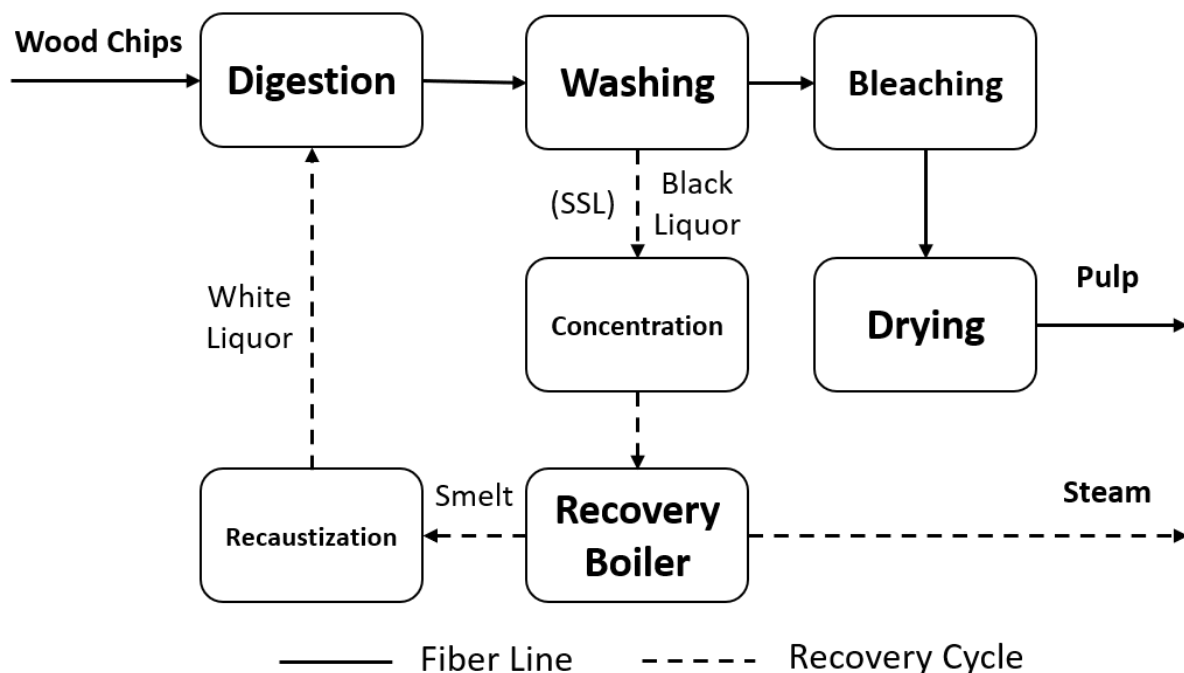 Wood Chips
Digestion
Washing
Bleaching
(SSL)
Black
Liquor
White
Liquor
Concentration
Drying
Pulp
Recaustization
Smelt
Recovery
Boiler
Steam
Fiber Line
Recovery Cycle